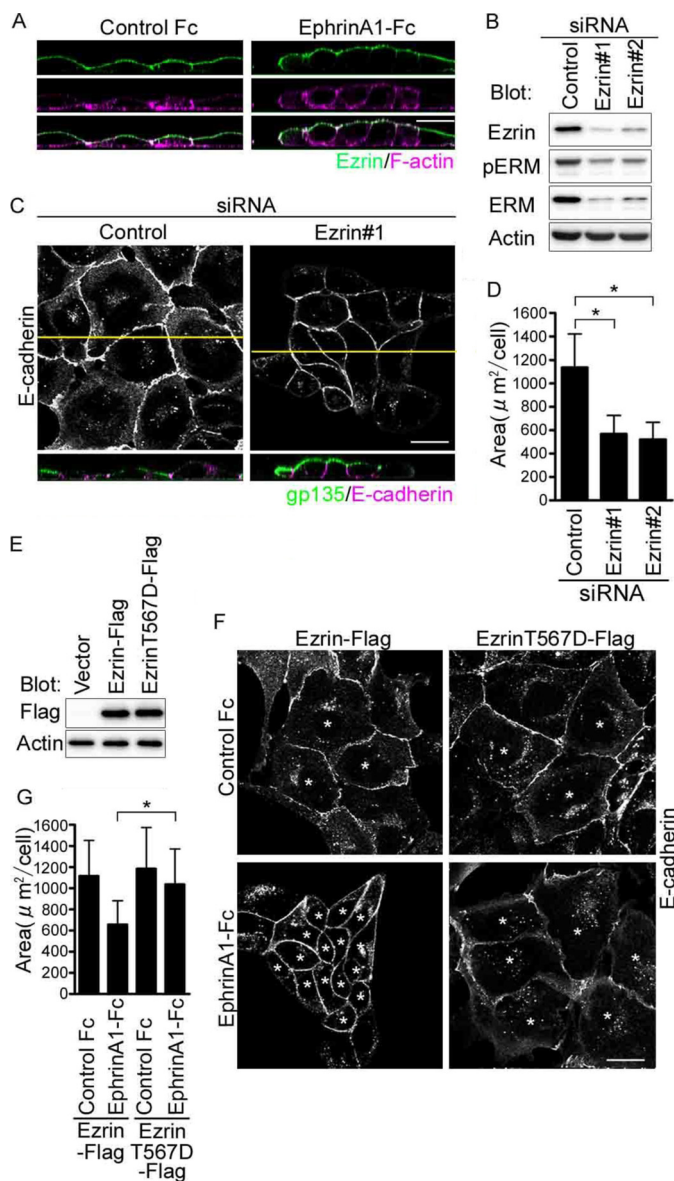 A
Control Fc
EphrinA1-Fc
Ezrin/F-actin
B
siRNA
Blot:
Control
Ezrin#1
Ezrin#2
Ezrin
pERM
ERM
Actin
C
siRNA
Control
Ezrin#1
E-cadherin
gp135/E-cadherin
D
Area(μm²/cell)
1600
1400
1200
1000
800
600
400
200
0
*
*
Control
Ezrin#1
Ezrin#2
siRNA
E
Blot:
Vector
Ezrin-Flag
EzrinT567D-Flag
Flag
Actin
F
Ezrin-Flag
EzrinT567D-Flag
Control Fc
EphrinA1-Fc
E-cadherin
G
Area(μm²/cell)
1600
1400
1200
1000
800
600
400
200
0
*
Control Fc
EphrinA1-Fc
Control Fc
EphrinA1-Fc
Ezrin
-Flag
Ezrin
T567D
-Flag